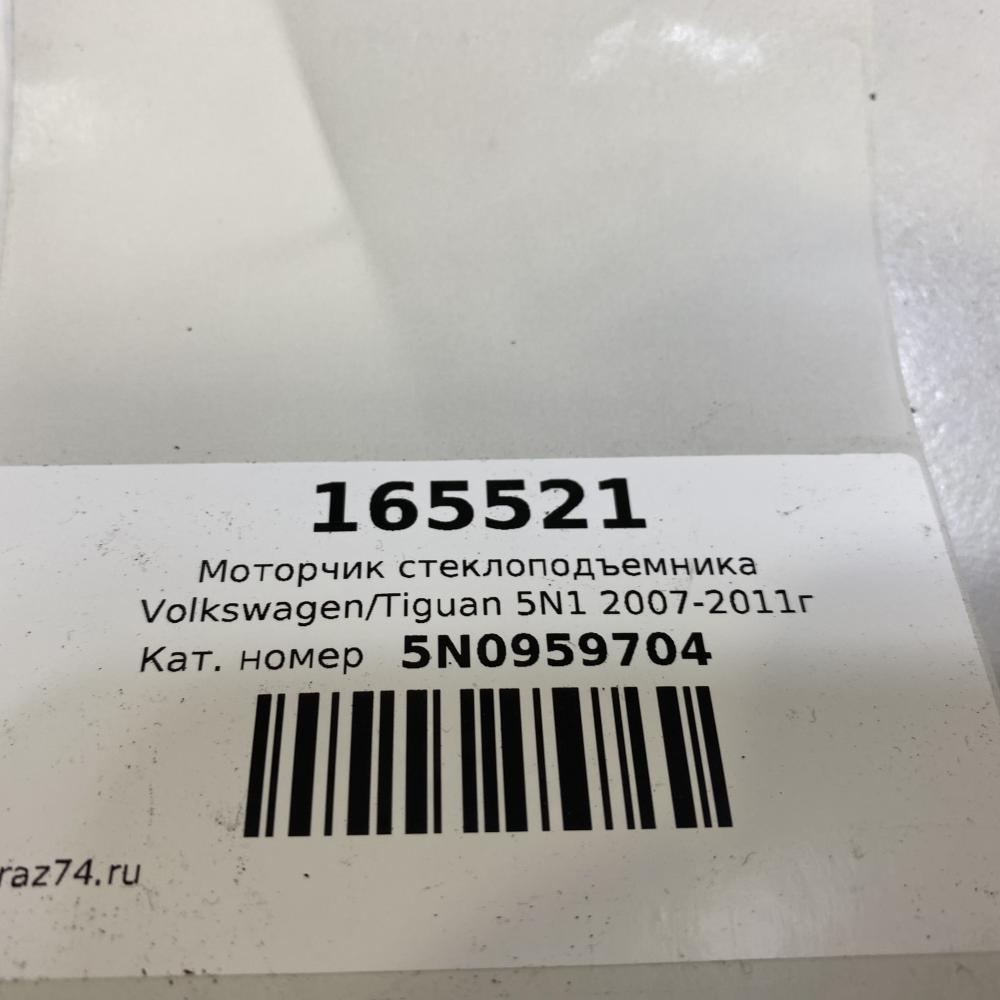 165521
Моторчик стеклоподъемника
Volkswagen/Tiguan 5N1 2007-2011г
Кат. номер 5N0959704
raz74.ru